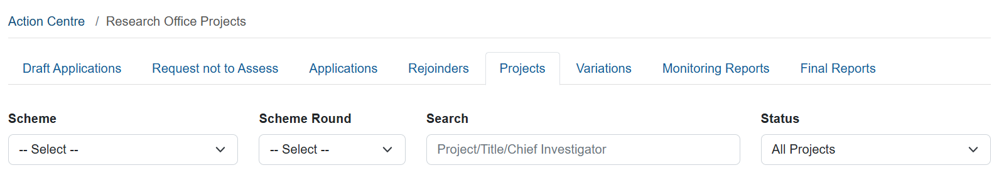 Action Centre / Research Office Projects
Draft Applications Request not to Assess Applications Rejoinders Projects Variations Monitoring Reports Final Reports
Scheme Scheme Round Search Status
-- Select -- -- Select -- Project/Title/Chief Investigator All Projects